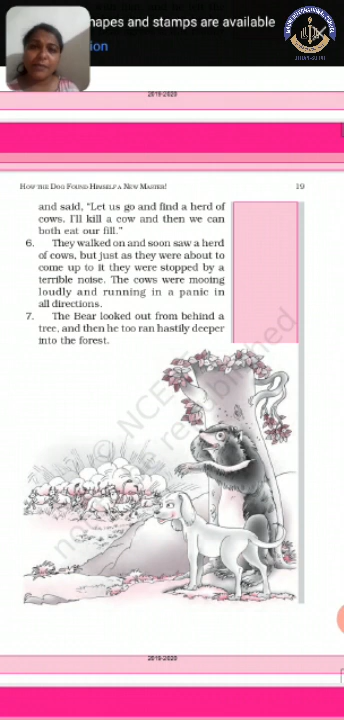 hapes and stamps are available
ion
2019-2020
HOW THE DOG FOUND HIMSELF A NEW MASTER! 19
and said, “Let us go and find a herd of
cows. I'll kill a cow and then we can
both eat our fill.”
6. They walked on and soon saw a herd
of cows, but just as they were about to
come up to it they were stopped by a
terrible noise. The cows were mooing
loudly and running in a panic in
all directions.
7. The Bear looked out from behind a
tree, and then he too ran hastily deeper
into the forest.
2019-2020